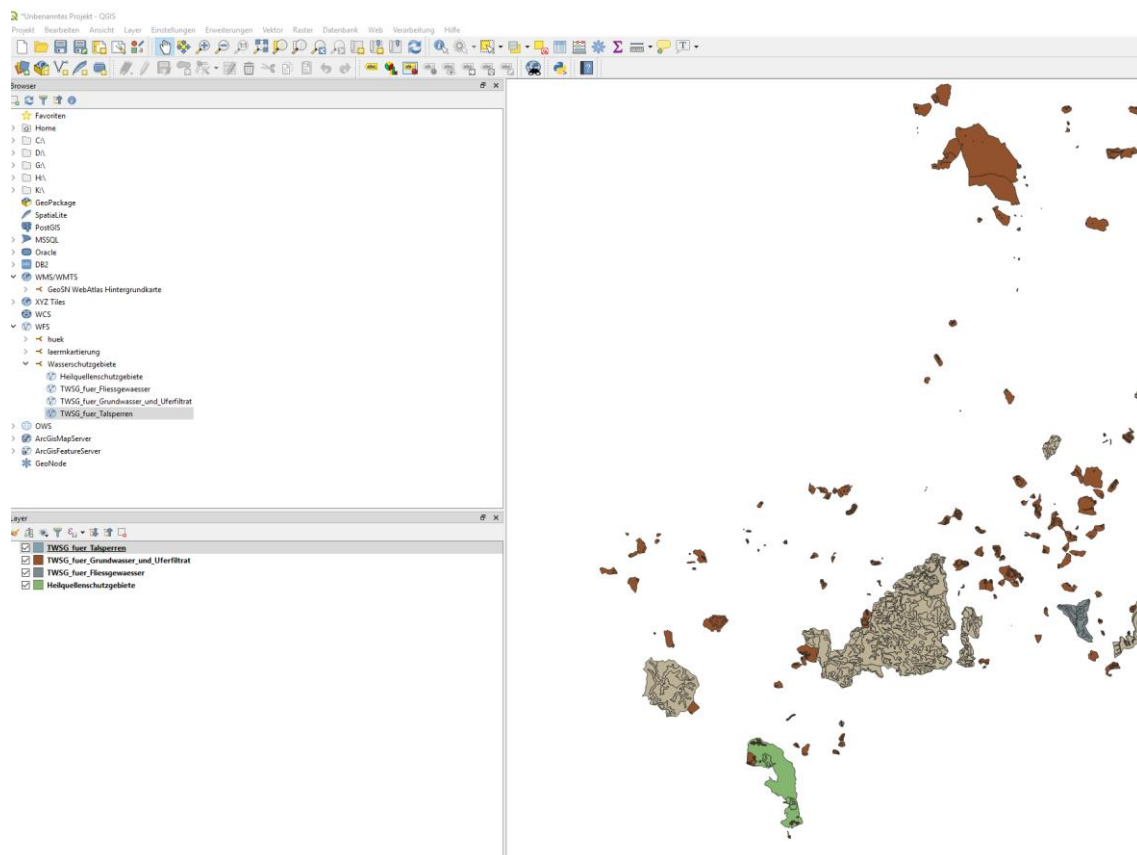 *Unbenanntes Projekt - QGIS
Projekt Bearbeiten Ansicht Layer Einstellungen Erweiterungen Vektor Raster Datenbank Web Verarbeitung Hilfe
Browser
Favoriten
Home
C:\
D:\
G:\
H:\
K:\
GeoPackage
SpatiaLite
PostGIS
MSSQL
Oracle
DB2
WMS/WMTS
GeoSN WebAtlas Hintergrundkarte
XYZ Tiles
WCS
WFS
huek
laermkartierung
Wasserschutzgebiete
Heilquellenschutzgebiete
TWSG_fuer_Fliessgewaesser
TWSG_fuer_Grundwasser_und_Uferfiltrat
TWSG_fuer_Talsperren
OWS
ArcGisMapServer
ArcGisFeatureServer
GeoNode
Layer
TWSG_fuer_Talsperren
TWSG_fuer_Grundwasser_und_Uferfiltrat
TWSG_fuer_Fliessgewaesser
Heilquellenschutzgebiete